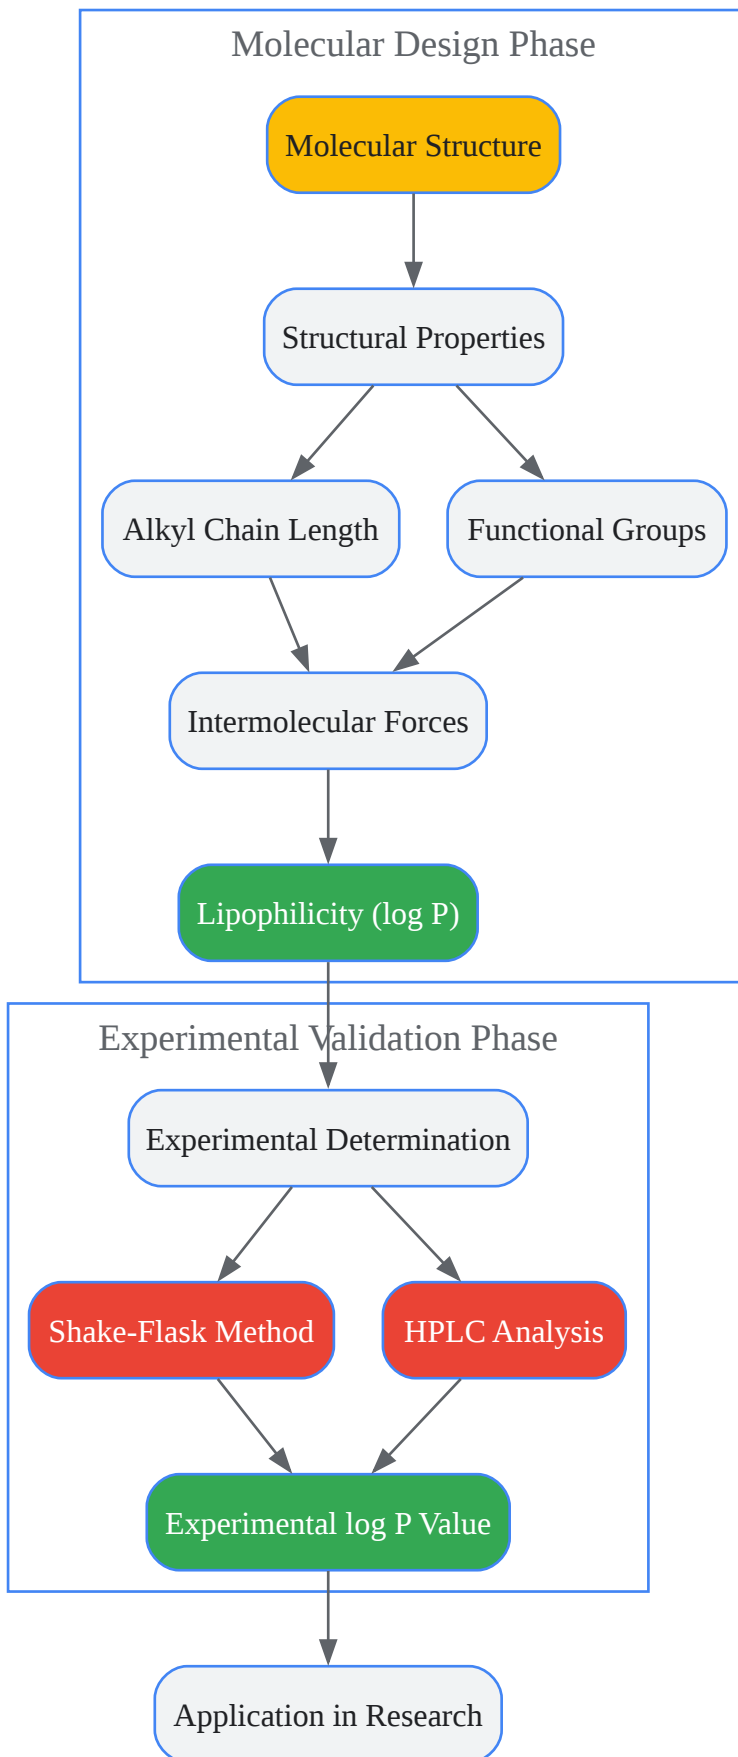 Molecular Design Phase
Molecular Structure
Structural Properties
Alkyl Chain Length
Functional Groups
Intermolecular Forces
Lipophilicity (log P)
Experimental Validation Phase
Experimental Determination
Shake-Flask Method
HPLC Analysis
Experimental log P Value
Application in Research